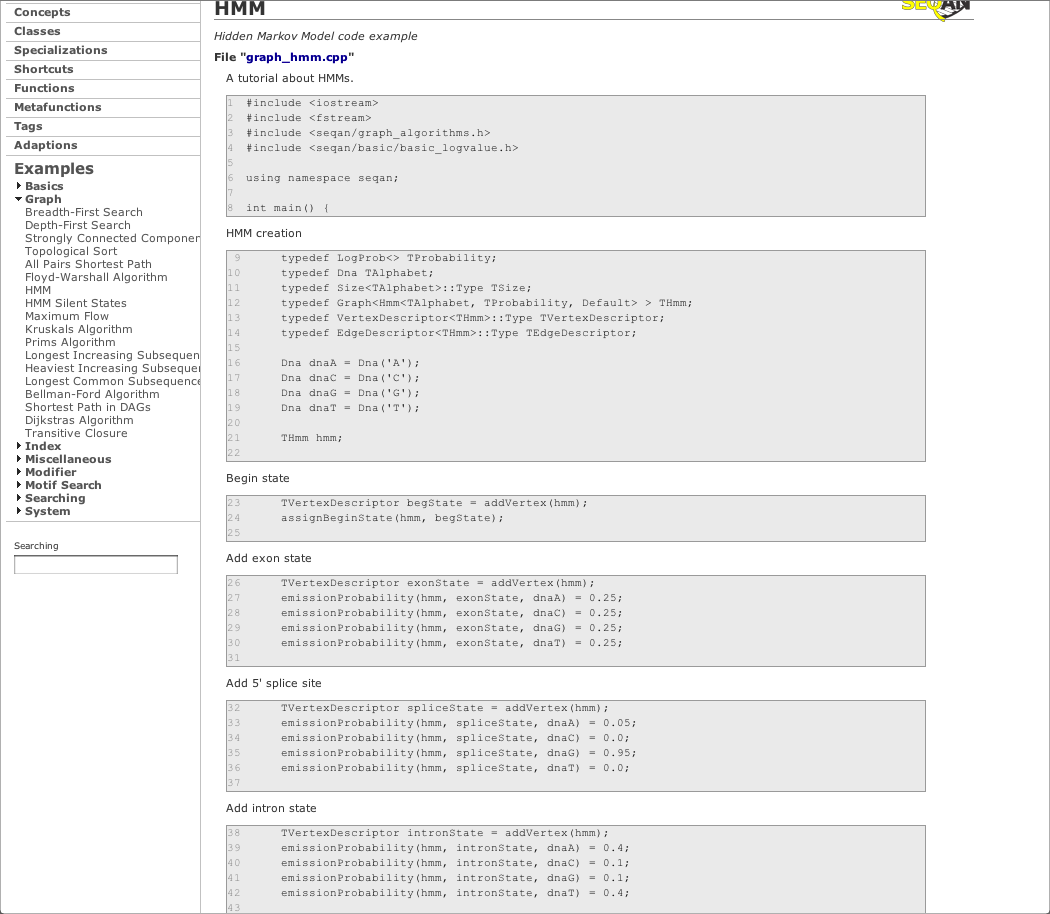 Concepts
Classes
Specializations
Shortcuts
Functions
Metafunctions
Tags
Adaptions
Examples
Basics
Graph
Breadth-First Search
Depth-First Search
Strongly Connected Componen
Topological Sort
All Pairs Shortest Path
Floyd-Warshall Algorithm
HMM
HMM Silent States
Maximum Flow
Kruskals Algorithm
Prims Algorithm
Longest Increasing Subsequen
Heaviest Increasing Subseque
Longest Common Subsequence
Bellman-Ford Algorithm
Shortest Path in DAGs
Dijkstras Algorithm
Transitive Closure
Index
Miscellaneous
Modifier
Motif Search
Searching
System
Searching
HMM
SEQAN
Hidden Markov Model code example
File "graph_hmm.cpp"
A tutorial about HMMs.
1 #include <iostream>
2 #include <fstream>
3 #include <seqan/graph_algorithms.h>
4 #include <seqan/basic/basic_logvalue.h>
5
6 using namespace seqan;
7
8 int main() {
HMM creation
9 typedef LogProb<> TProbability;
10 typedef Dna TAlphabet;
11 typedef Size<TAlphabet>::Type TSize;
12 typedef Graph<Hmm<TAlphabet, TProbability, Default> > THmm;
13 typedef VertexDescriptor<THmm>::Type TVertexDescriptor;
14 typedef EdgeDescriptor<THmm>::Type TEdgeDescriptor;
15
16 Dna dnaA = Dna('A');
17 Dna dnaC = Dna('C');
18 Dna dnaG = Dna('G');
19 Dna dnaT = Dna('T');
20
21 THmm hmm;
22
Begin state
23 TVertexDescriptor begState = addVertex(hmm);
24 assignBeginState(hmm, begState);
25
Add exon state
26 TVertexDescriptor exonState = addVertex(hmm);
27 emissionProbability(hmm, exonState, dnaA) = 0.25;
28 emissionProbability(hmm, exonState, dnaC) = 0.25;
29 emissionProbability(hmm, exonState, dnaG) = 0.25;
30 emissionProbability(hmm, exonState, dnaT) = 0.25;
31
Add 5' splice site
32 TVertexDescriptor spliceState = addVertex(hmm);
33 emissionProbability(hmm, spliceState, dnaA) = 0.05;
34 emissionProbability(hmm, spliceState, dnaC) = 0.0;
35 emissionProbability(hmm, spliceState, dnaG) = 0.95;
36 emissionProbability(hmm, spliceState, dnaT) = 0.0;
37
Add intron state
38 TVertexDescriptor intronState = addVertex(hmm);
39 emissionProbability(hmm, intronState, dnaA) = 0.4;
40 emissionProbability(hmm, intronState, dnaC) = 0.1;
41 emissionProbability(hmm, intronState, dnaG) = 0.1;
42 emissionProbability(hmm, intronState, dnaT) = 0.4;
43